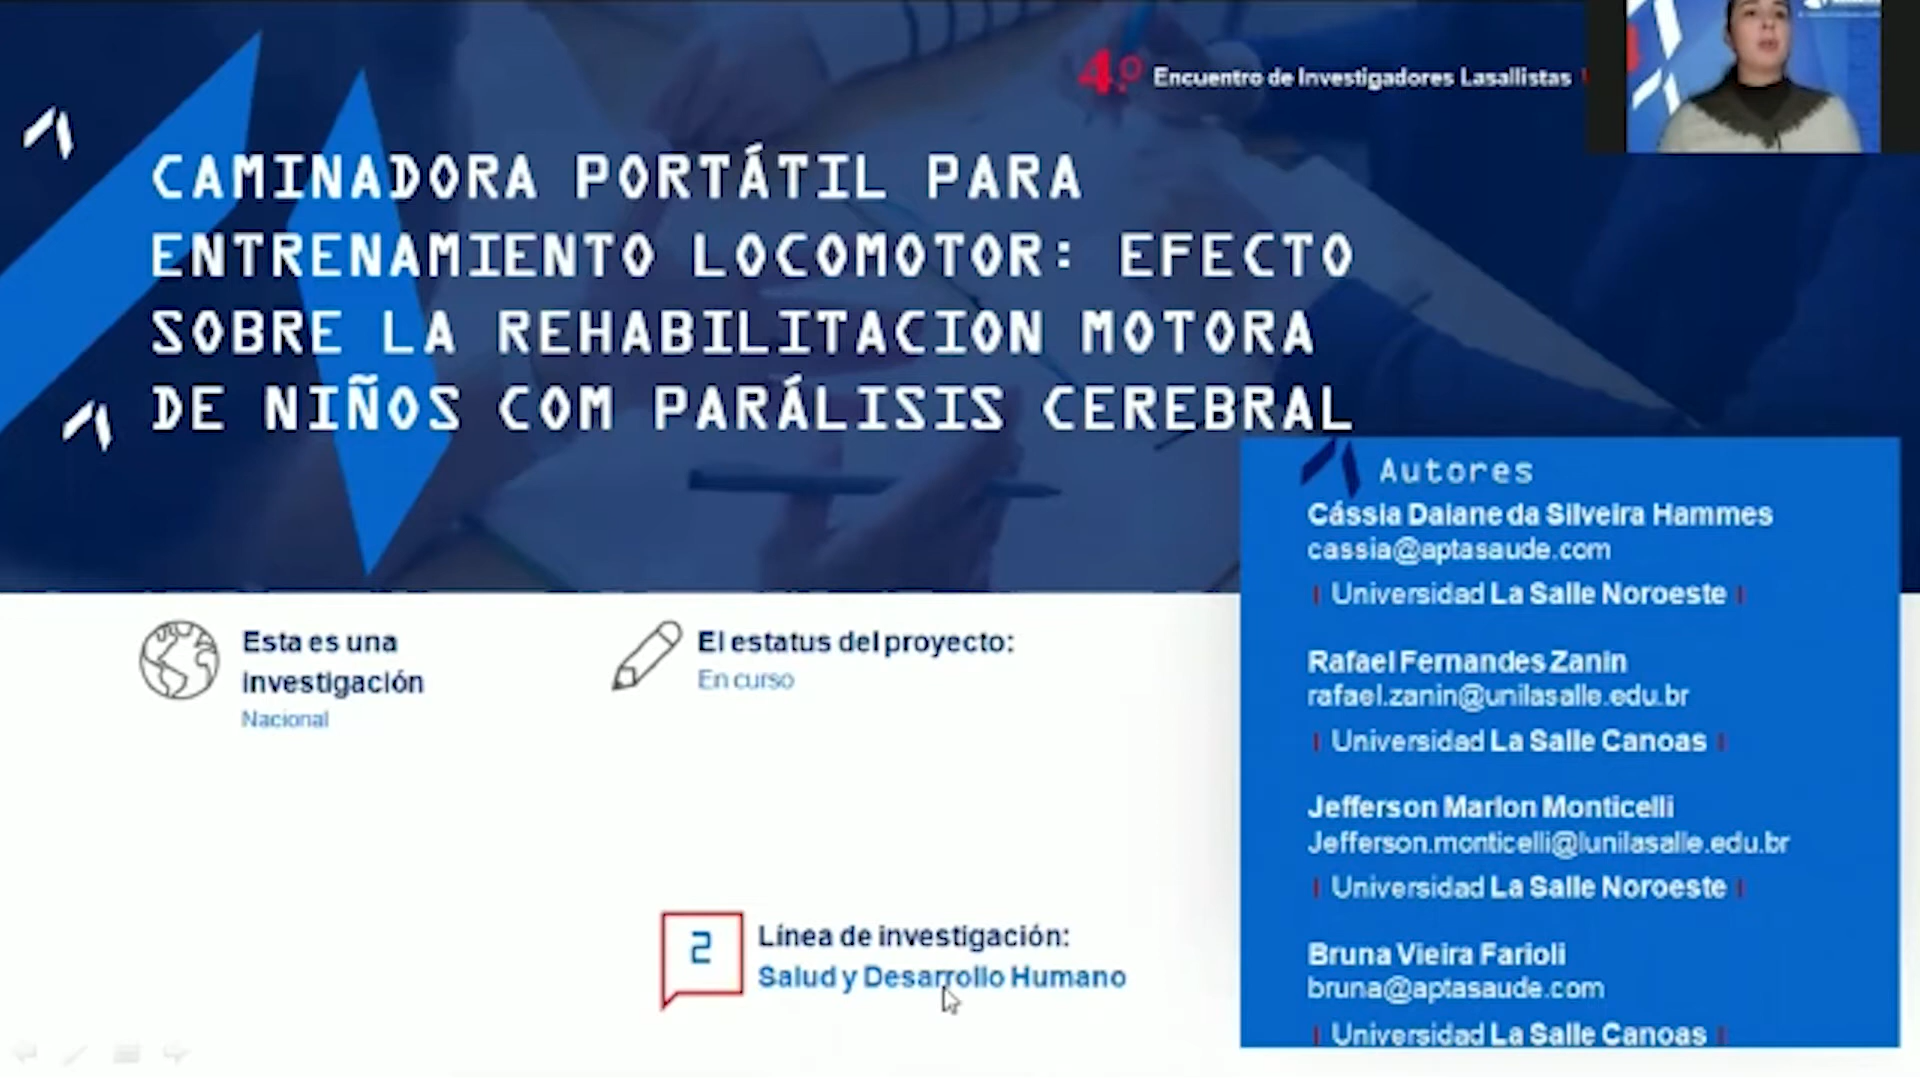 4.º Encuentro de Investigadores Lasallistas
CAMINADORA PORTÁTIL PARA
ENTRENAMIENTO LOCOMOTOR: EFECTO
SOBRE LA REHABILITACION MOTORA
DE NIÑOS COM PARÁLISIS CEREBRAL
Autores
Cássia Daiane da Silveira Hammes
cassia@aptasaude.com
Universidad La Salle Noroeste
Rafael Fernandes Zanin
rafael.zanin@unilasalle.edu.br
Universidad La Salle Canoas
Jefferson Marlon Monticelli
Jefferson.monticelli@lunilasalle.edu.br
Universidad La Salle Noroeste
Bruna Vieira Farioli
bruna@aptasaude.com
Universidad La Salle Canoas
Esta es una
investigación
Nacional
El estatus del proyecto:
En curso
2
Línea de investigación:
Salud y Desarrollo Humano